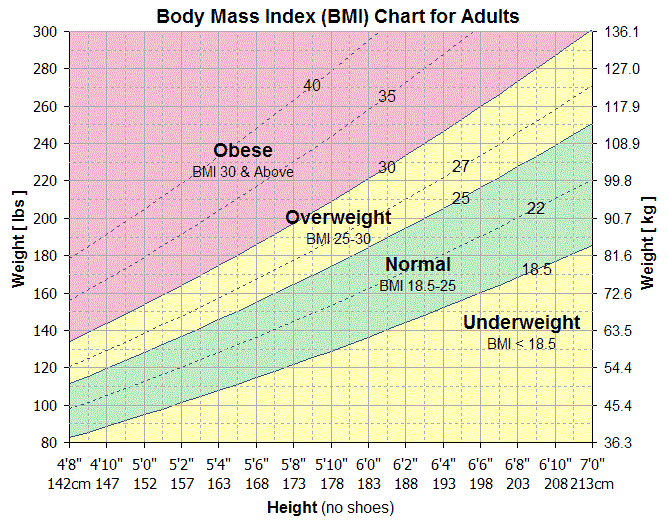 Body Mass Index (BMI) Chart for Adults
300
280
260
240
220
200
180
160
140
120
100
80
Weight [ lbs ]
136.1
127.0
117.9
108.9
99.8
90.7
81.6
72.6
63.5
54.4
45.4
36.3
Weight [ kg ]
40
35
Obese
BMI 30 & Above
30
27
25
22
Overweight
BMI 25-30
Normal
BMI 18.5-25
18.5
Underweight
BMI < 18.5
4'8" 4'10" 5'0" 5'2" 5'4" 5'6" 5'8" 5'10" 6'0" 6'2" 6'4" 6'6" 6'8" 6'10" 7'0"
142cm 147 152 157 163 168 173 178 183 188 193 198 203 208 213cm
Height (no shoes)